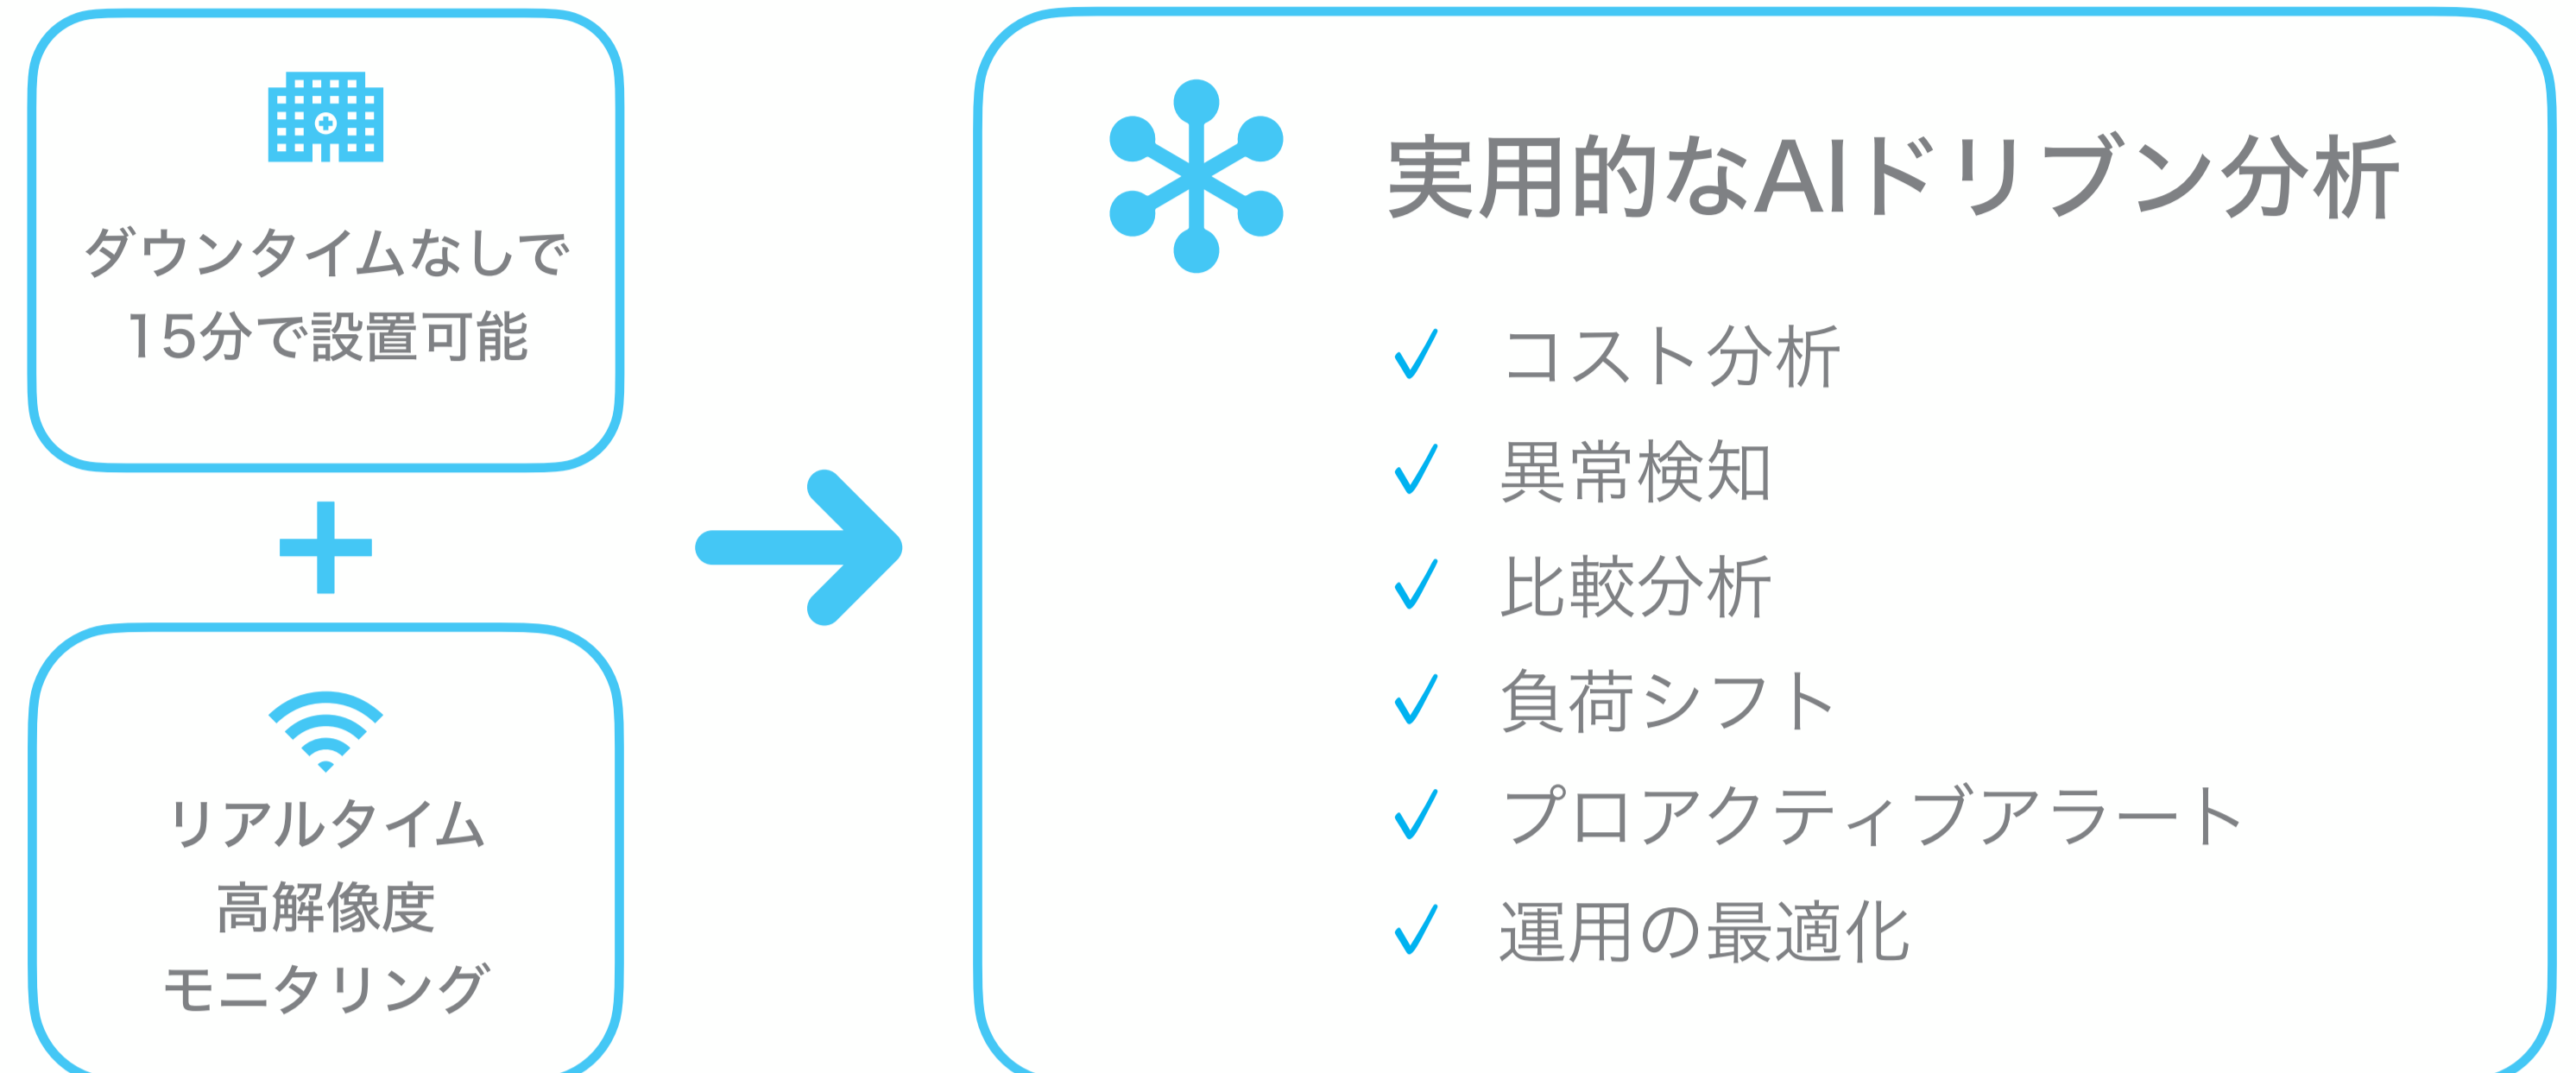 ダウンタイムなしで
15分で設置可能
リアルタイム
高解像度
モニタリング
実用的なAIドリブン分析
コスト分析
異常検知
比較分析
負荷シフト
プロアクティブアラート
運用の最適化